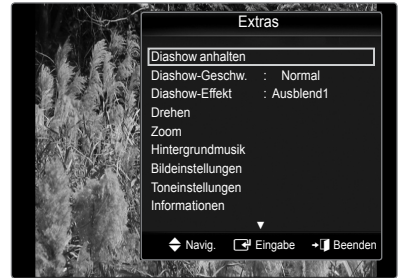 Extras
Diashow anhalten
Diashow-Geschw. : Normal
Diashow-Effekt : Ausblend1
Drehen
Zoom
Hintergrundmusik
Bildeinstellungen
Toneinstellungen
Informationen
Navig. Eingabe Beenden